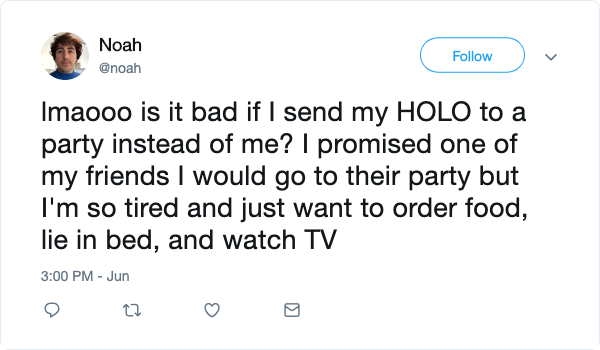 Noah
@noah
Follow
lmaooo is it bad if I send my HOLO to a
party instead of me? I promised one of
my friends I would go to their party but
I'm so tired and just want to order food,
lie in bed, and watch TV
3:00 PM - Jun